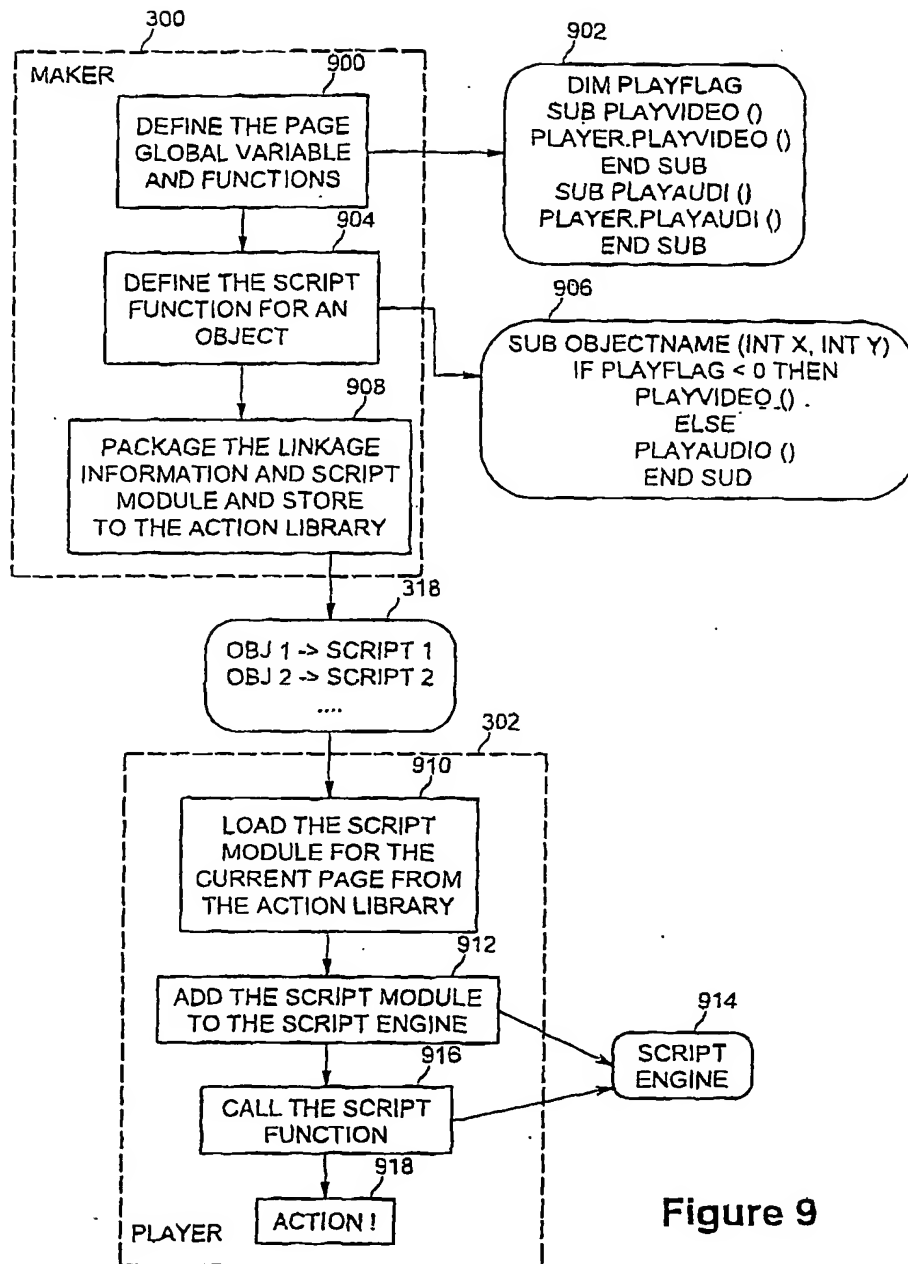 300
MAKER
900
DEFINE THE PAGE
GLOBAL VARIABLE
AND FUNCTIONS
902
DIM PLAYFLAG
SUB PLAYVIDEO ()
PLAYER.PLAYVIDEO ()
END SUB
SUB PLAYAUDI ()
PLAYER.PLAYAUDI ()
END SUB
904
DEFINE THE SCRIPT
FUNCTION FOR AN
OBJECT
906
SUB OBJECTNAME (INT X, INT Y)
IF PLAYFLAG < 0 THEN
PLAYVIDEO ()
ELSE
PLAYAUDIO ()
END SUD
908
PACKAGE THE LINKAGE
INFORMATION AND SCRIPT
MODULE AND STORE
TO THE ACTION LIBRARY
318
OBJ 1 -> SCRIPT 1
OBJ 2 -> SCRIPT 2
....
302
910
LOAD THE SCRIPT
MODULE FOR THE
CURRENT PAGE FROM
THE ACTION LIBRARY
912
ADD THE SCRIPT MODULE
TO THE SCRIPT ENGINE
914
SCRIPT
ENGINE
916
CALL THE SCRIPT
FUNCTION
918
ACTION !
PLAYER
Figure 9